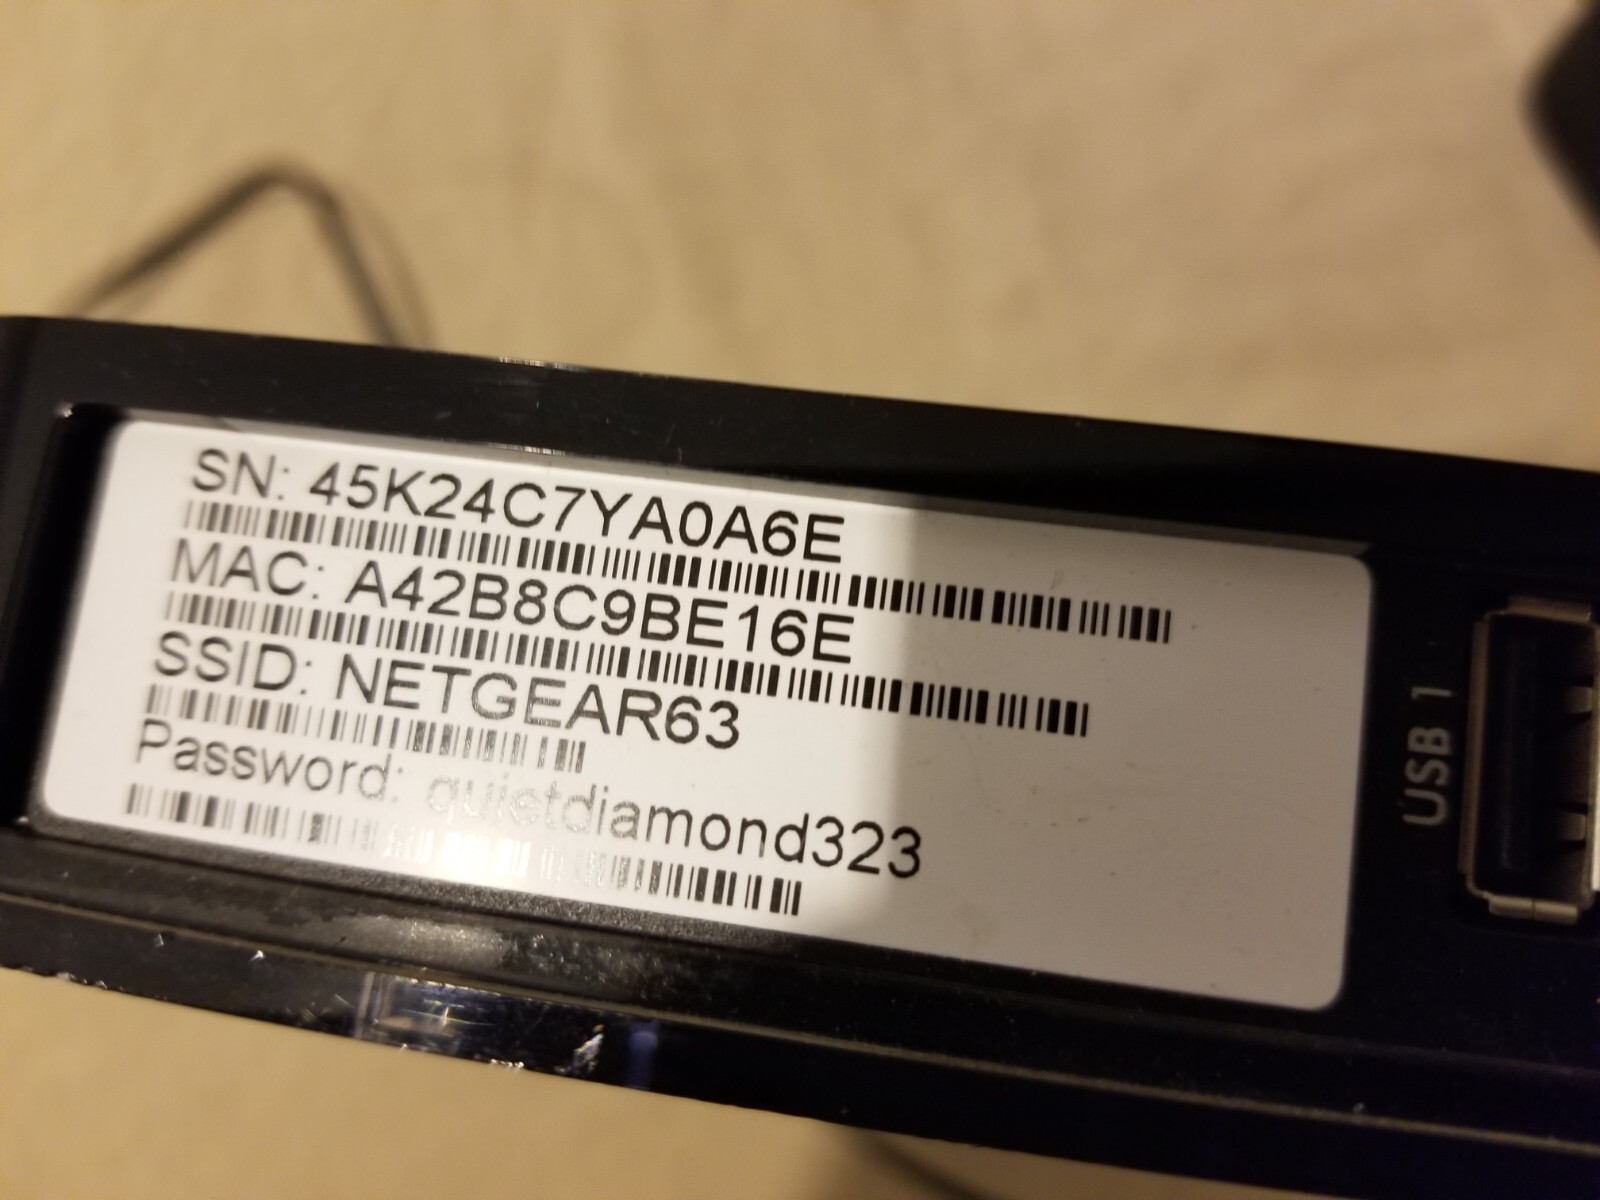 SN: 45K24C7YA0A6E
MAC: A42B8C9BE16E
SSID: NETGEAR63
Password: quietdiamond323
USB 1